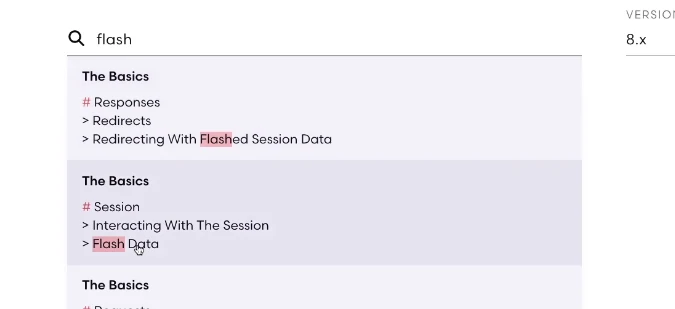 VERSION
flash
8.x
The Basics
# Responses
> Redirects
> Redirecting With Flashed Session Data
The Basics
# Session
> Interacting With The Session
> Flash Data
The Basics